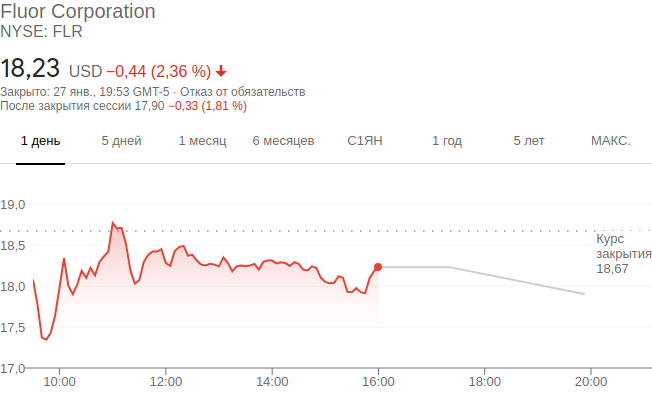 Fluor Corporation
NYSE: FLR
18,23 USD −0,44 (2,36 %)
Закрыто: 27 янв., 19:53 GMT-5 · Отказ от обязательств
После закрытия сессии 17,90 −0,33 (1,81 %)
1 день 5 дней 1 месяц 6 месяцев С1ЯН 1 год 5 лет МАКС.
19,0
18,5
18,0
17,5
17,0
Курс
закрытия
18,67
10:00 12:00 14:00 16:00 18:00 20:00